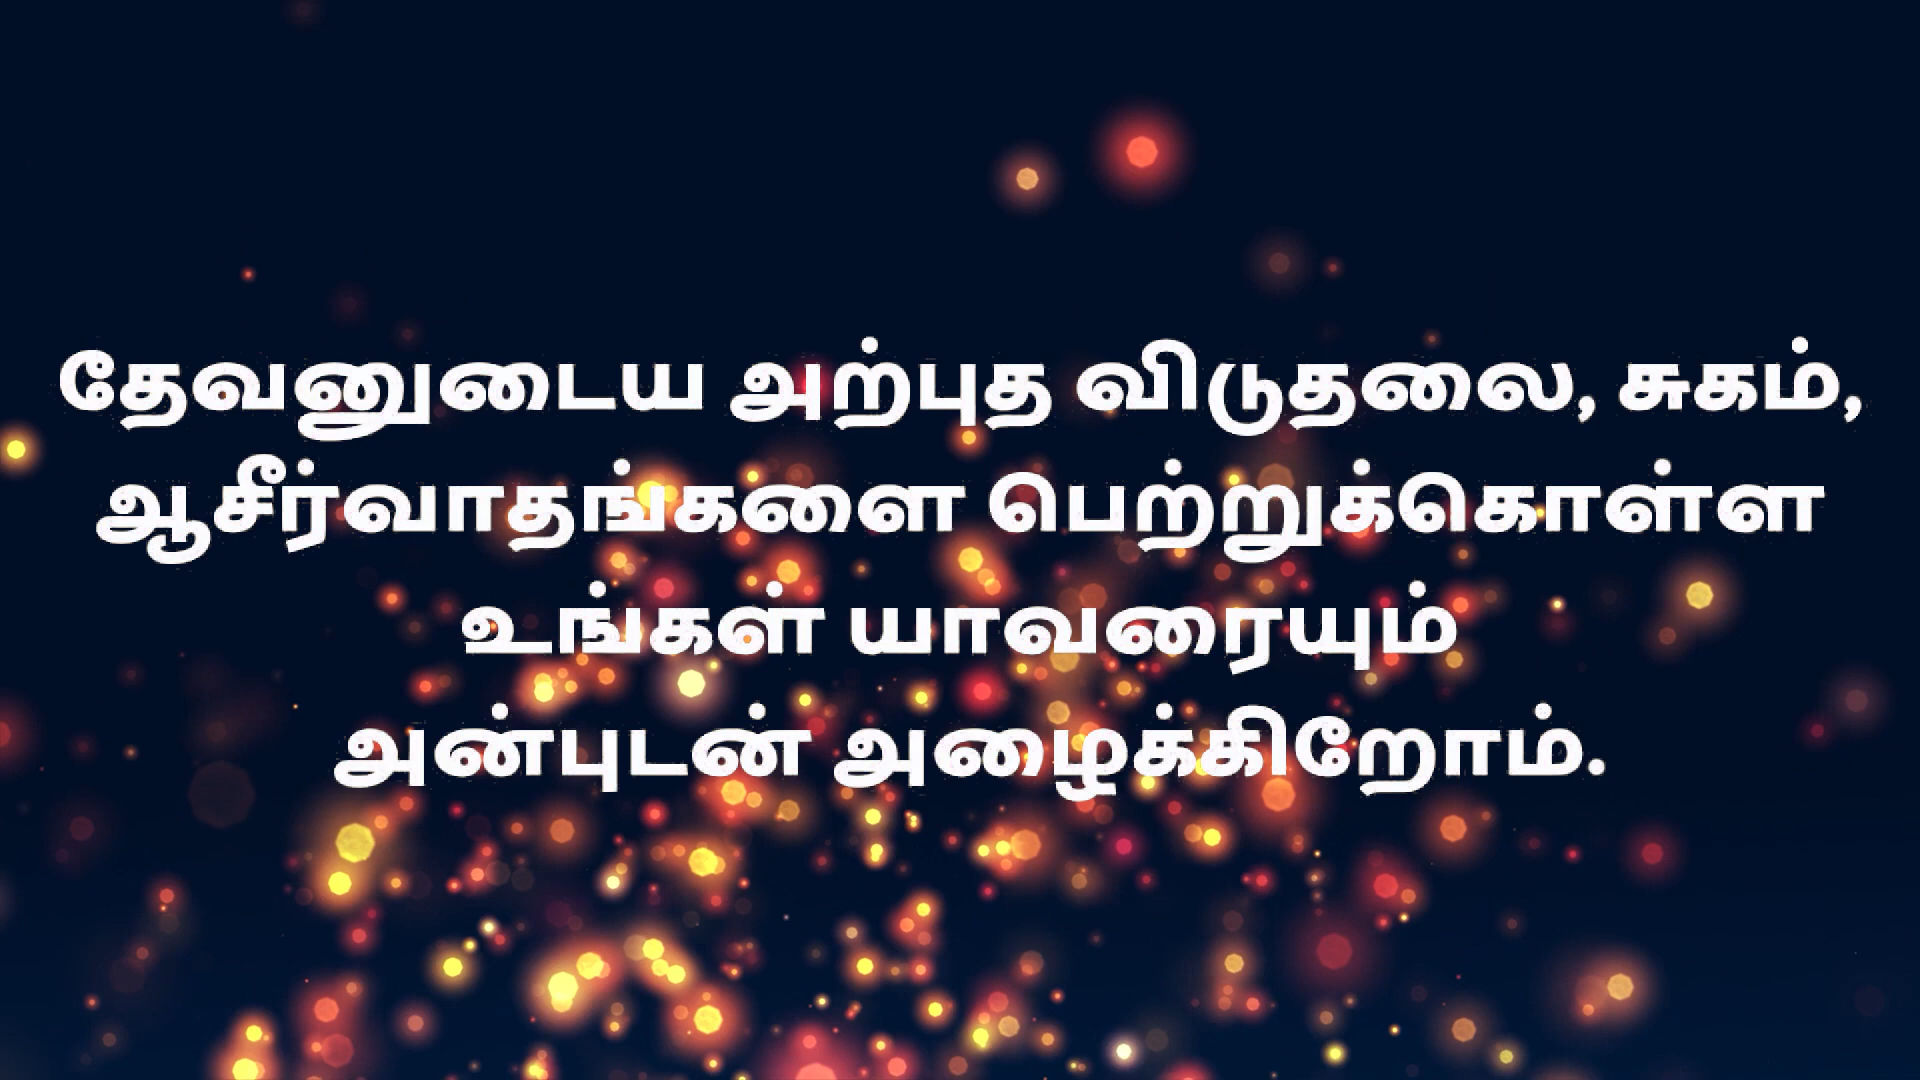 தேவனுடைய அற்புத விடுதலை, சுகம்,
ஆசீர்வாதங்களை பெற்றுக்கொள்ள
உங்கள் யாவரையும்
அன்புடன் அழைக்கிறோம்.